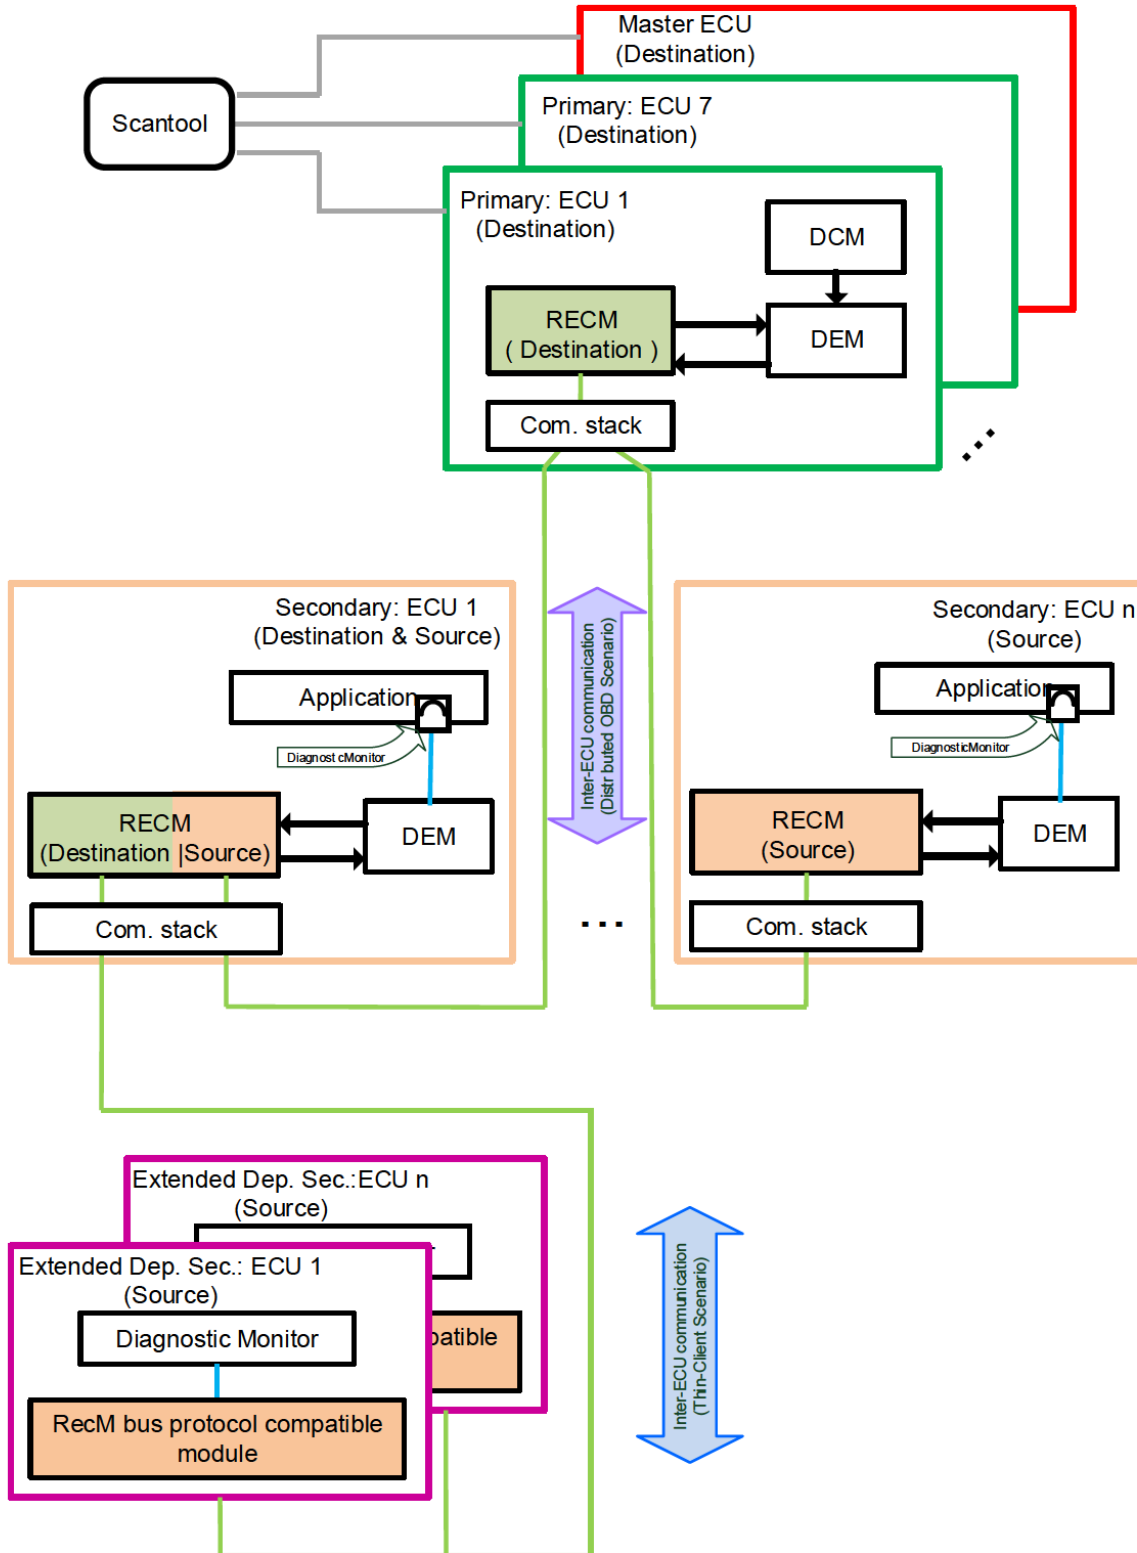 Master ECU
(Destination)
Scantool
Primary: ECU 7
(Destination)
Primary: ECU 1
(Destination)
DCM
RECM
( Destination )
DEM
Com. stack
Secondary: ECU 1
(Destination & Source)
Application
Diagnost cMonitor
RECM
(Destination |Source)
DEM
Com. stack
Inter-ECU communication
(Distr buted OBD Scenario)
...
Secondary: ECU n
(Source)
Application
DiagnosticMonitor
RECM
(Source)
DEM
Com. stack
Extended Dep. Sec.:ECU n
(Source)
patible
Extended Dep. Sec.: ECU 1
(Source)
Diagnostic Monitor
RecM bus protocol compatible
module
Inter-ECU communication
(Thin-Client Scenario)